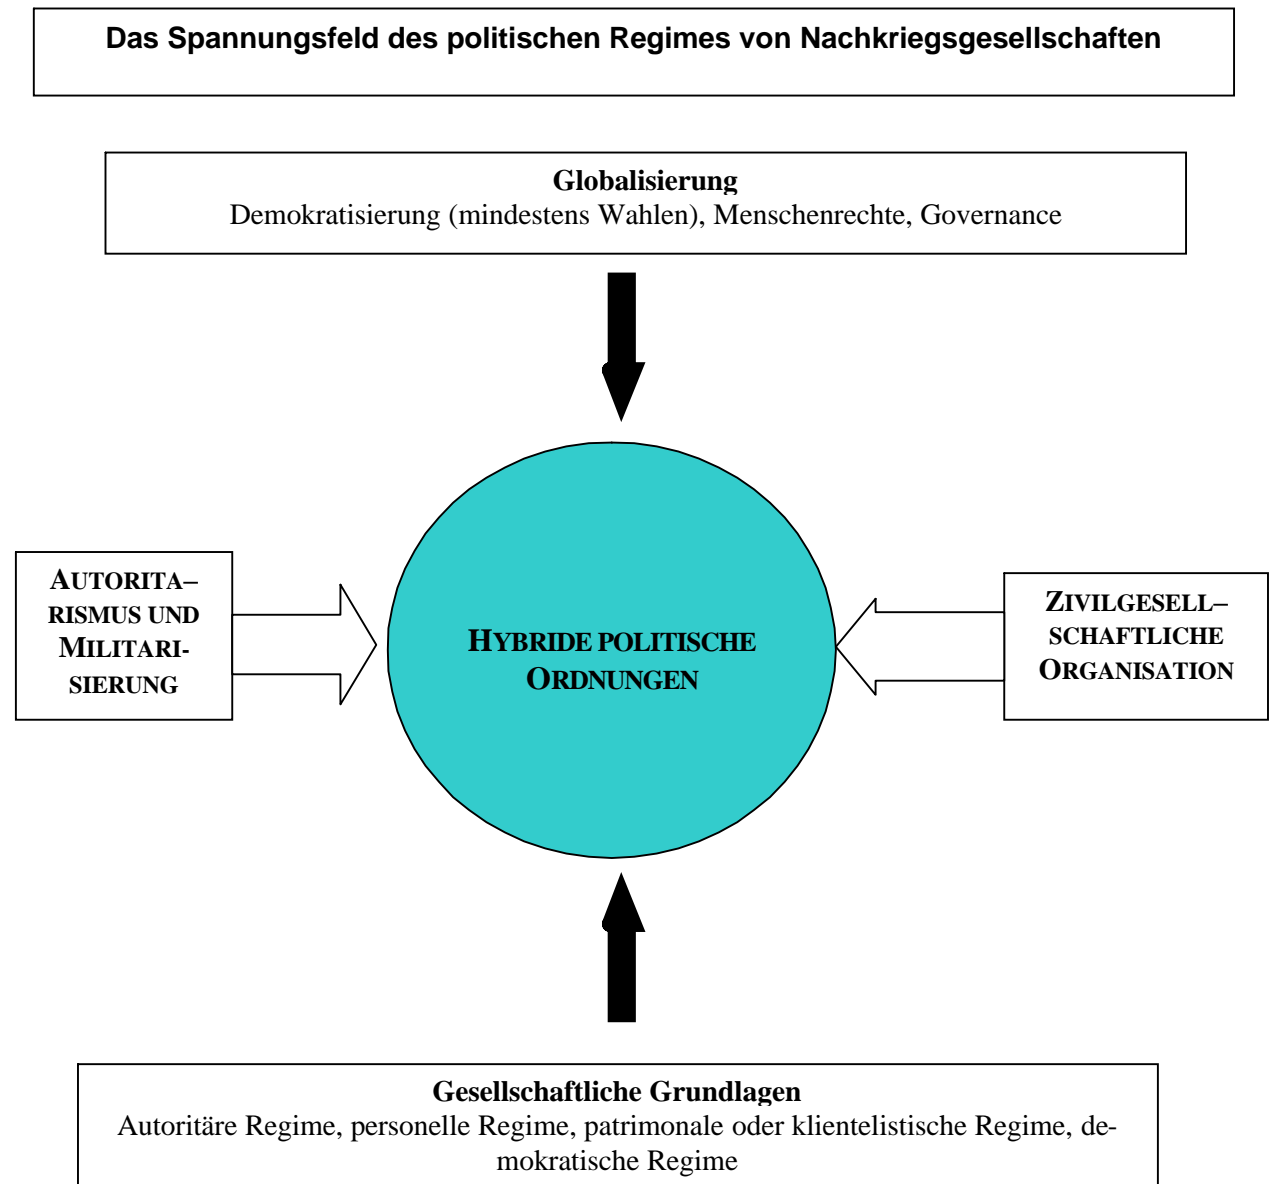 Das Spannungsfeld des politischen Regimes von Nachkriegsgesellschaften
Globalisierung
Demokratisierung (mindestens Wahlen), Menschenrechte, Governance
AUTORITA–
RISMUS UND
MILITARI-
SIERUNG
HYBRIDE POLITISCHE
ORDNUNGEN
ZIVILGESELL–
SCHAFTLICHE
ORGANISATION
Gesellschaftliche Grundlagen
Autoritäre Regime, personelle Regime, patrimonale oder klientelistische Regime, de-
mokratische Regime